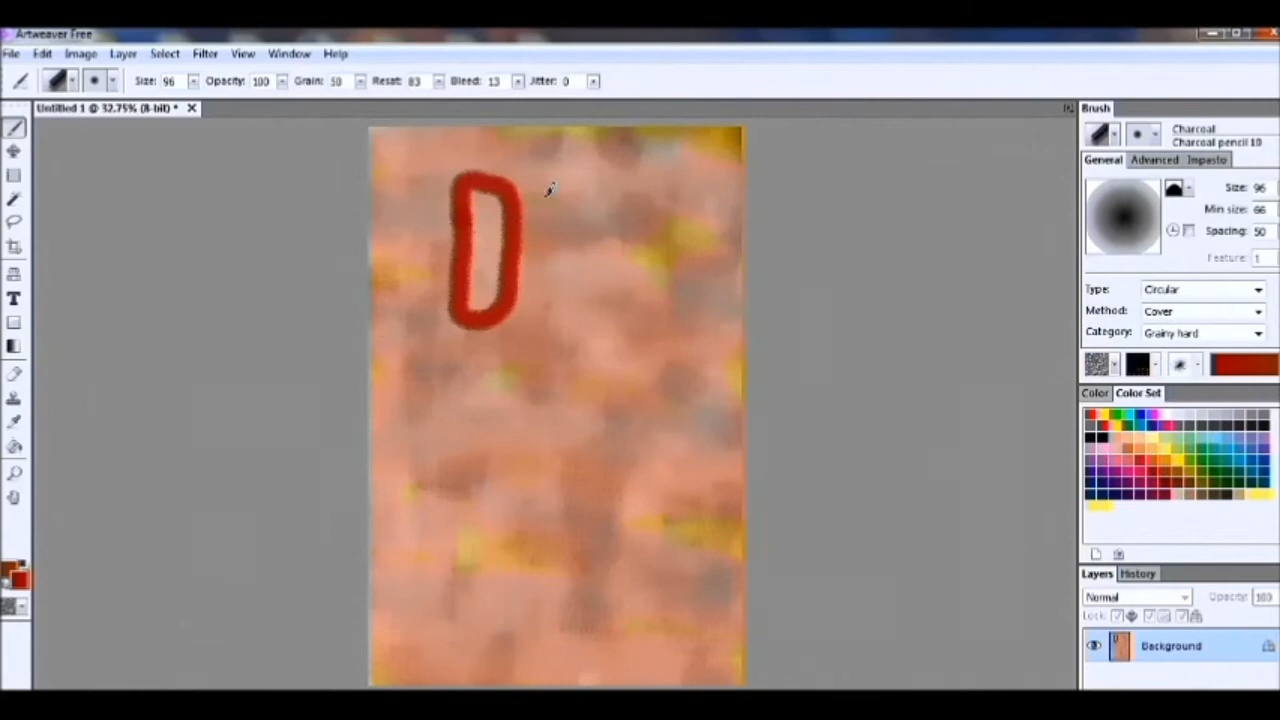 Artweaver Free
File Edit Image Layer Select Filter View Window Help
Size: 96 Opacity: 100 Grain: 50 Resat: 83 Bleed: 13 Jitter: 0
Untitled 1 @ 32,75% (8-bit) *
Brush
Charcoal
Charcoal pencil 10
General Advanced Impasto
Size: 96
Min size: 66
Spacing: 50
Feature: 1
Type: Circular
Method: Cover
Category: Grainy hard
Color Color Set
Layers History
Normal Opacity: 100
Lock:
Background
D
T